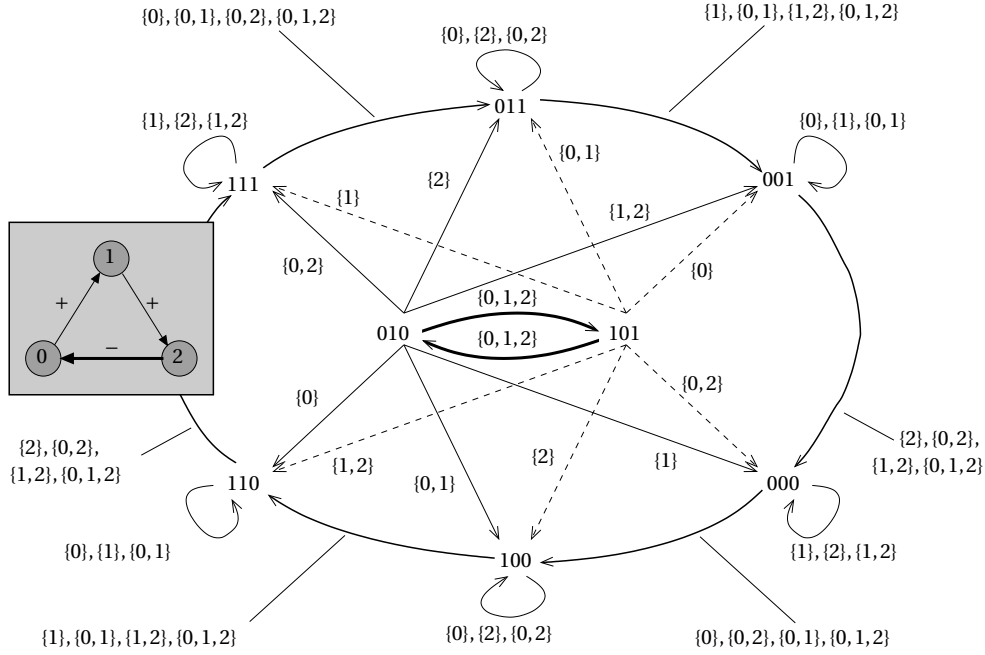 {0}, {0, 1}, {0, 2}, {0, 1, 2}
{1}, {0, 1}, {1, 2}, {0, 1, 2}
{0}, {2}, {0, 2}
011
{1}, {2}, {1, 2}
{0}, {1}, {0, 1}
111
001
{0, 1}
{2}
{1}
{1, 2}
{0, 2}
{0}
1
+
+
0
−
2
{0, 1, 2}
010
{0, 1, 2}
101
{0}
{0, 2}
{2}, {0, 2},
{1, 2}, {0, 1, 2}
{1, 2}
{0, 1}
{2}
{1}
{2}, {0, 2},
{1, 2}, {0, 1, 2}
110
000
{0}, {1}, {0, 1}
100
{1}, {2}, {1, 2}
{1}, {0, 1}, {1, 2}, {0, 1, 2}
{0}, {2}, {0, 2}
{0}, {0, 2}, {0, 1}, {0, 1, 2}